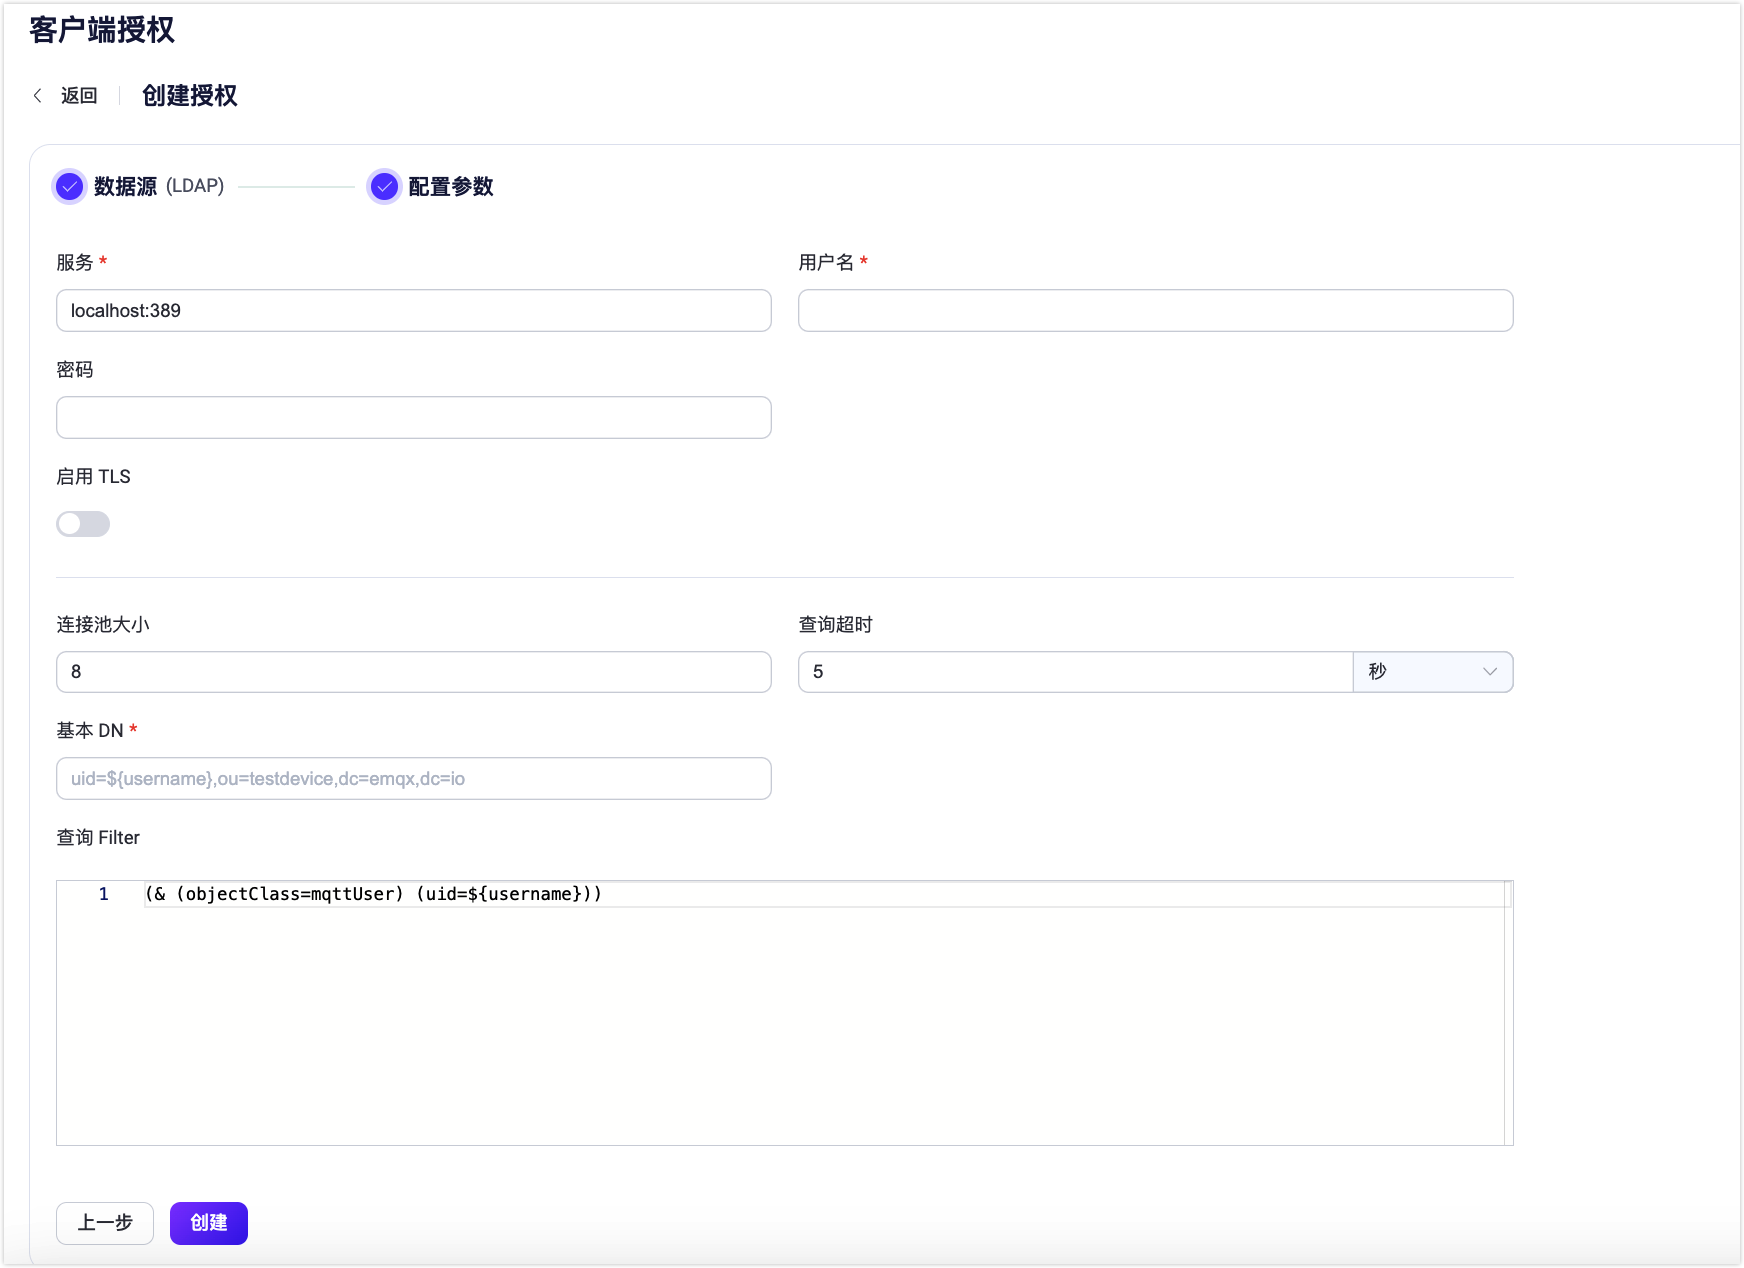 客户端授权
返回 创建授权
数据源 (LDAP) 配置参数
服务 * 用户名 *
localhost:389
密码
启用 TLS
连接池大小 查询超时
8 5 秒
基本 DN *
uid=${username},ou=testdevice,dc=emqx,dc=io
查询 Filter
1 (& (objectClass=mqttUser) (uid=${username}))
上一步 创建